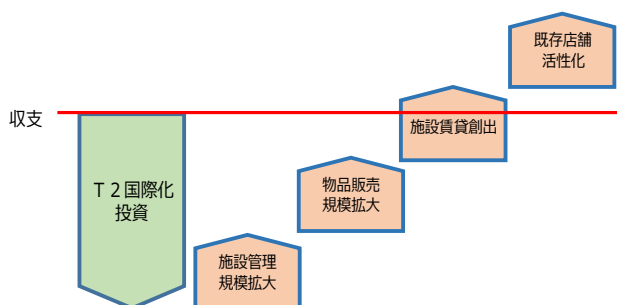 既存店舗
活性化
収支
施設賃貸創出
T２国際化
投資
物品販売
規模拡大
施設管理
規模拡大